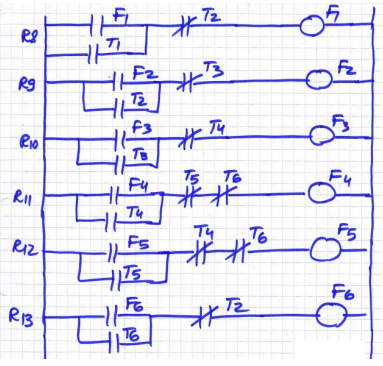 F1 T2 F1
R8
T1
R9 F2 T3 F2
T2
R10 F3 T4 F3
T3
R11 F4 T5 T6 F4
T4
R12 F5 T4 T6 F5
T5
R13 F6 T2 F6
T6